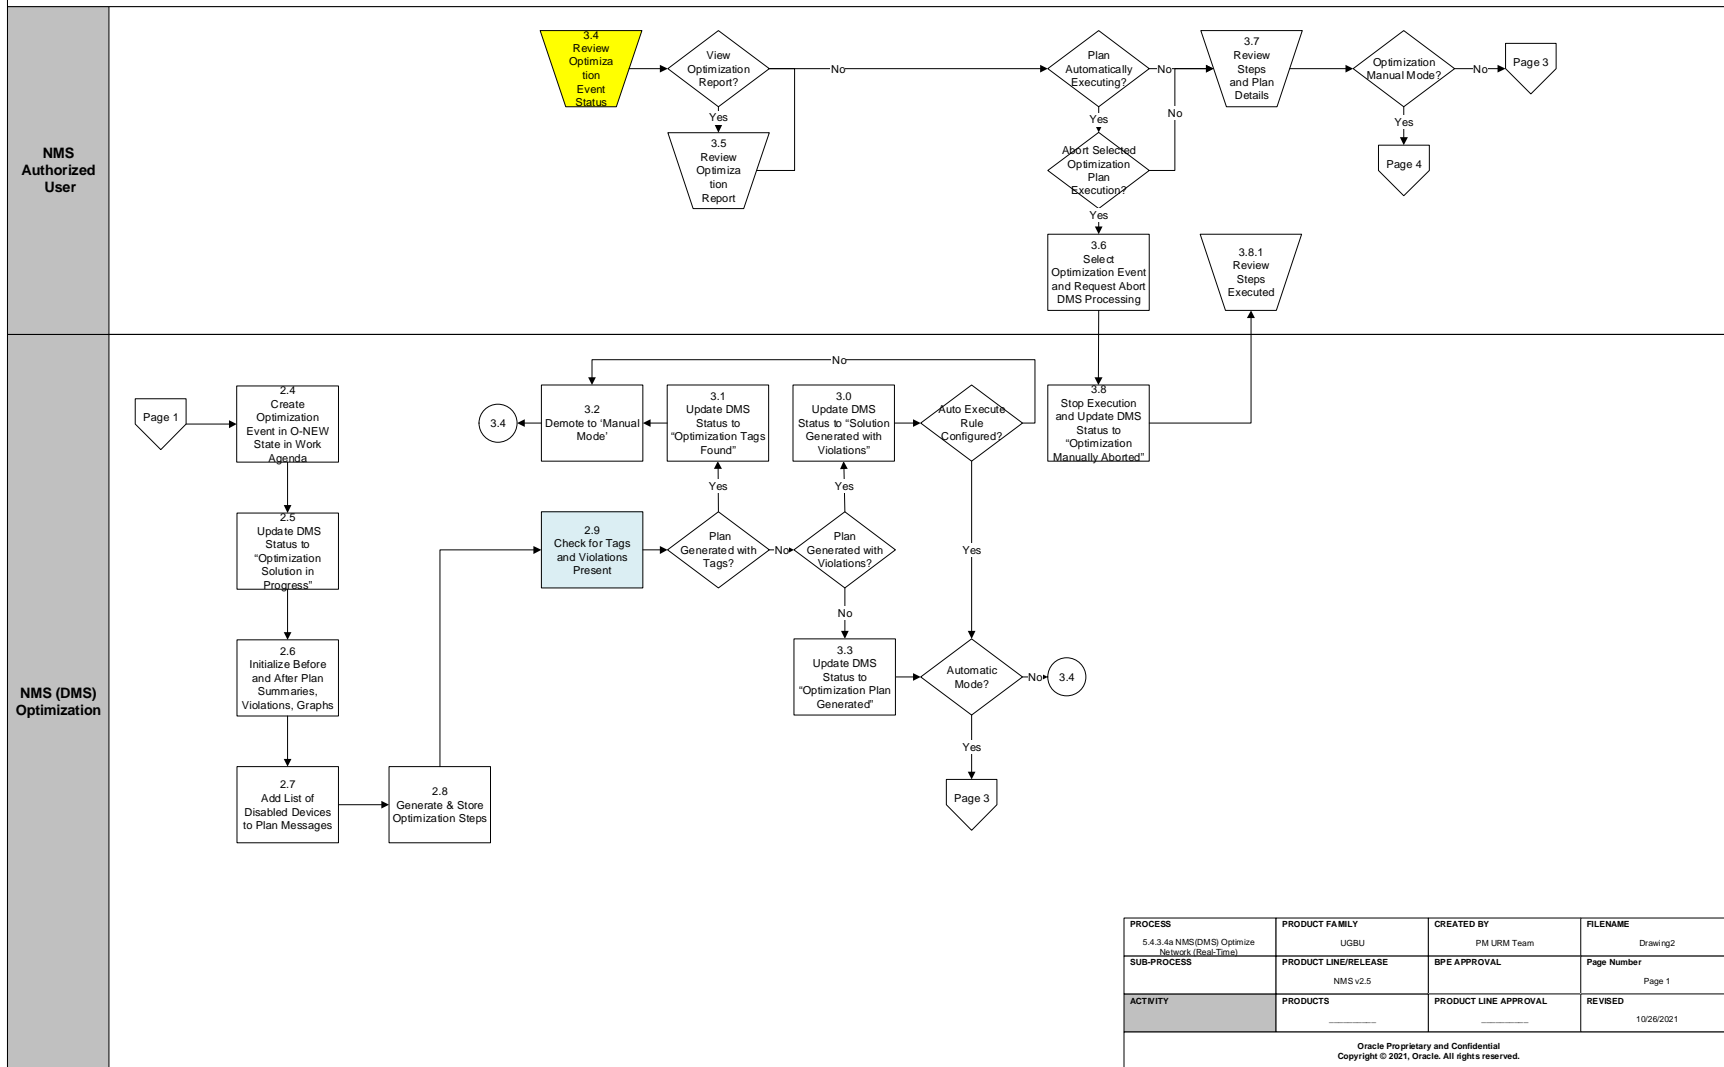 NMS
Authorized
User
3.4
Review
Optimiza
tion
Event
Status
View
Optimization
Report?
No
Yes
3.5
Review
Optimiza
tion
Report
Plan
Automatically
Executing?
No
Yes
Abort Selected
Optimization
Plan
Execution?
No
Yes
3.6
Select
Optimization Event
and Request Abort
DMS Processing
3.7
Review
Steps
and Plan
Details
Optimization
Manual Mode?
No
Page 3
Yes
Page 4
3.8.1
Review
Steps
Executed
NMS (DMS)
Optimization
Page 1
2.4
Create
Optimization
Event in O-NEW
State in Work
Agenda
2.5
Update DMS
Status to
“Optimization
Solution in
Progress”
2.6
Initialize Before
and After Plan
Summaries,
Violations, Graphs
2.7
Add List of
Disabled Devices
to Plan Messages
2.8
Generate & Store
Optimization Steps
2.9
Check for Tags
and Violations
Present
Plan
Generated with
Tags?
Yes
No
3.1
Update DMS
Status to
“Optimization Tags
Found”
3.2
Demote to ‘Manual
Mode’
3.4
Plan
Generated with
Violations?
Yes
No
3.0
Update DMS
Status to “Solution
Generated with
Violations”
Auto Execute
Rule
Configured?
No
Yes
3.3
Update DMS
Status to
“Optimization Plan
Generated”
Automatic
Mode?
No
3.4
Yes
Page 3
3.8
Stop Execution
and Update DMS
Status to
“Optimization
Manually Aborted”
PROCESS
5.4.3.4a NMS(DMS) Optimize
Network (Real-Time)
PRODUCT FAMILY
UGBU
CREATED BY
PM URM Team
FILENAME
Drawing2
SUB-PROCESS
PRODUCT LINE/RELEASE
NMS v2.5
BPE APPROVAL
Page Number
Page 1
ACTIVITY
PRODUCTS
PRODUCT LINE APPROVAL
REVISED
10/26/2021
Oracle Proprietary and Confidential
Copyright © 2021, Oracle. All rights reserved.